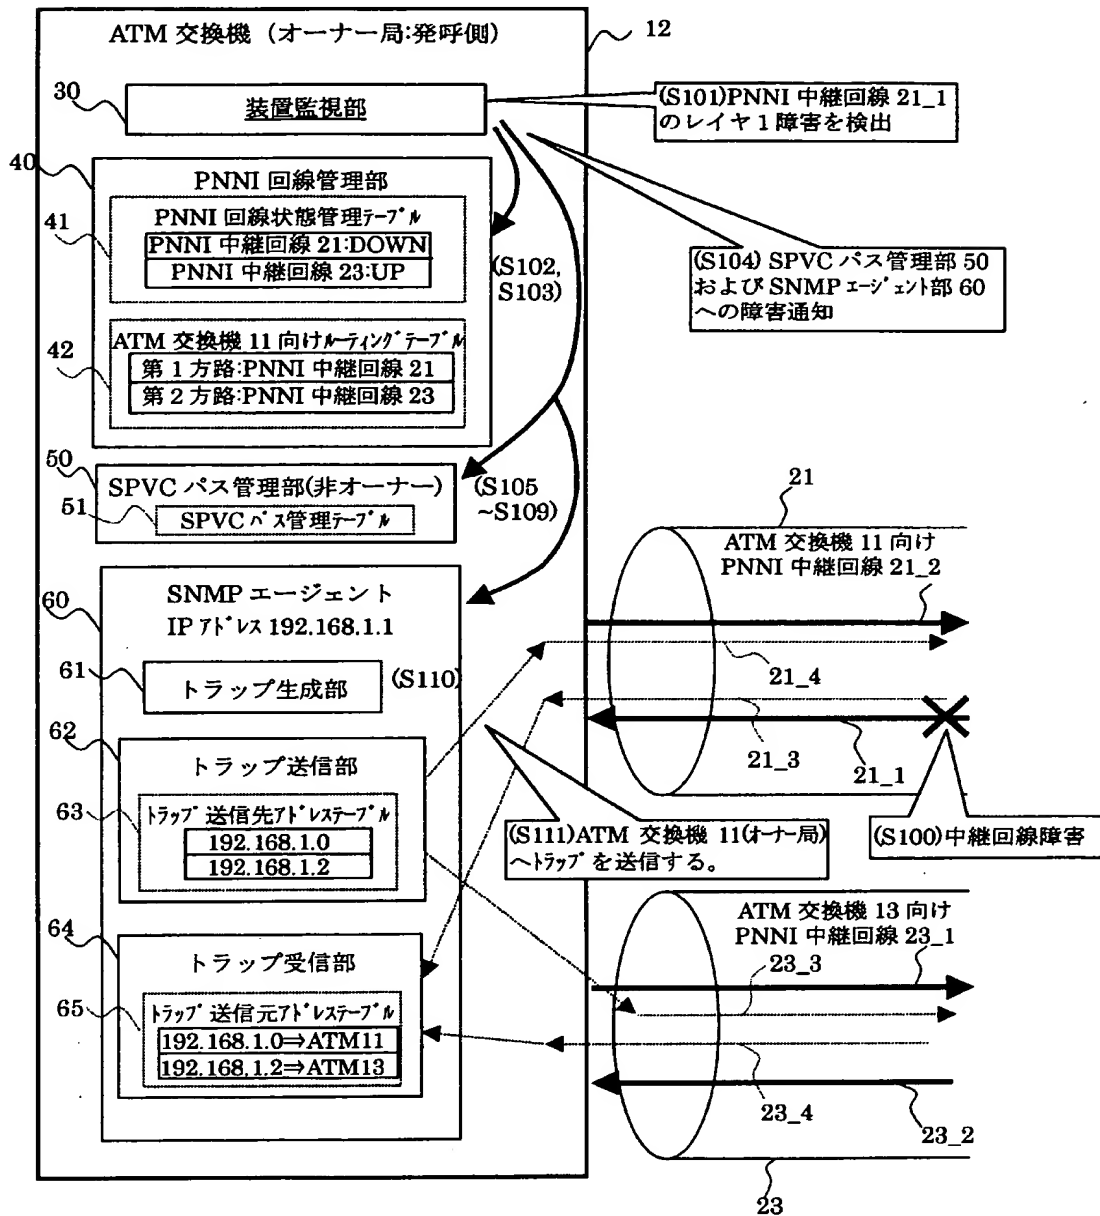 ATM 交換機 (オーナー局:発呼側)
12
30
装置監視部
(S101)PNNI 中継回線 21_1
のレイヤ 1 障害を検出
40
PNNI 回線管理部
41
PNNI 回線状態管理テーブル
PNNI 中継回線 21:DOWN
PNNI 中継回線 23:UP
(S102,
S103)
(S104) SPVC パス管理部 50
および SNMP エージェント部 60
への障害通知
42
ATM 交換機 11 向けルーティングテーブル
第 1 方路:PNNI 中継回線 21
第 2 方路:PNNI 中継回線 23
50
SPVC パス管理部(非オーナー)
51
SPVC パス管理テーブル
(S105
~S109)
21
ATM 交換機 11 向け
PNNI 中継回線 21_2
60
SNMP エージェント
IP アドレス 192.168.1.1
61
トラップ生成部
(S110)
21_4
21_3
21_1
62
トラップ送信部
63
トラップ 送信先アドレステーブル
192.168.1.0
192.168.1.2
(S111)ATM 交換機 11(オーナー局)
へトラップを送信する。
(S100)中継回線障害
64
トラップ受信部
65
トラップ 送信元アドレステーブル
192.168.1.0⇒ATM11
192.168.1.2⇒ATM13
ATM 交換機 13 向け
PNNI 中継回線 23_1
23_3
23_4
23_2
23